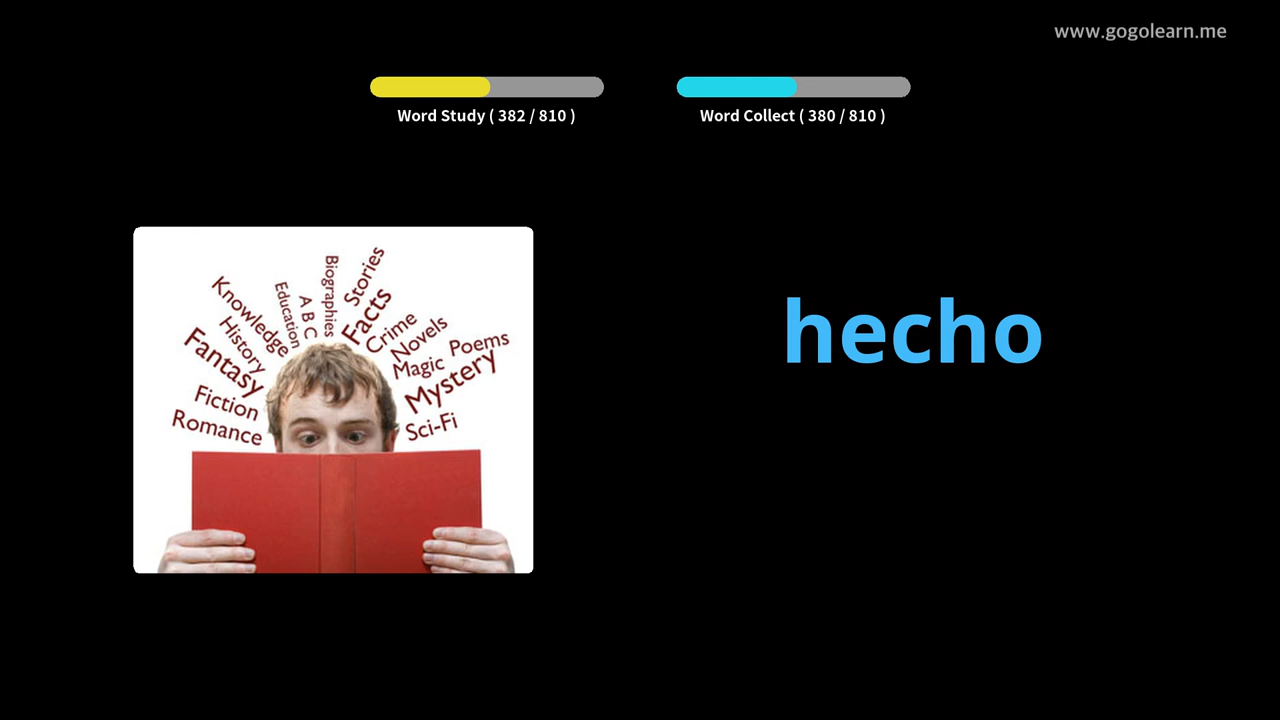 www.gogolearn.me
Word Study ( 382 / 810 )
Word Collect ( 380 / 810 )
Biographies
Stories
Education
A B C
Facts
Knowledge
Crime
History
Novels
Fantasy
Magic
Poems
Mystery
Fiction
Romance
Sci-Fi
hecho